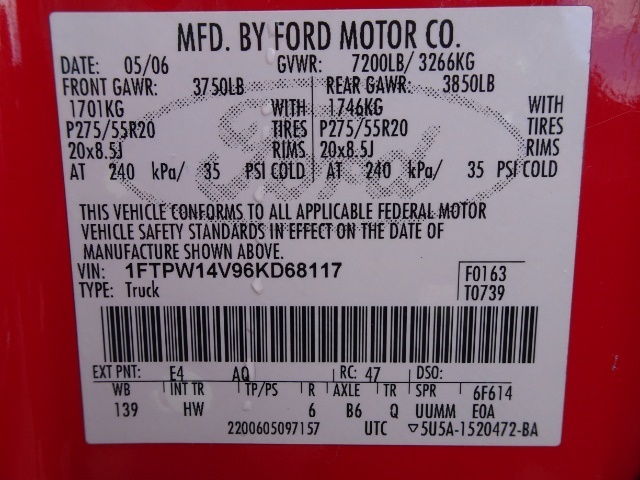 MFD. BY FORD MOTOR CO.
DATE: 05/06 GVWR: 7200LB/ 3266KG
FRONT GAWR: 3750LB REAR GAWR: 3850LB
1701KG WITH 1746KG WITH
P275/55R20 TIRES P275/55R20 TIRES
20x8.5J RIMS 20x8.5J RIMS
AT 240 kPa/ 35 PSI COLD AT 240 kPa/ 35 PSI COLD
Ford
THIS VEHICLE CONFORMS TO ALL APPLICABLE FEDERAL MOTOR
VEHICLE SAFETY STANDARDS IN EFFECT ON THE DATE OF
MANUFACTURE SHOWN ABOVE.
VIN: 1FTPW14V96KD68117 F0163
TYPE: Truck T0739
EXT PNT: E4 AQ RC: 47 DSO:
WB INT TR TP/PS R AXLE TR SPR 6F614
139 HW 6 B6 Q UUMM E0A
2200605097157 UTC ▽5U5A-1520472-BA